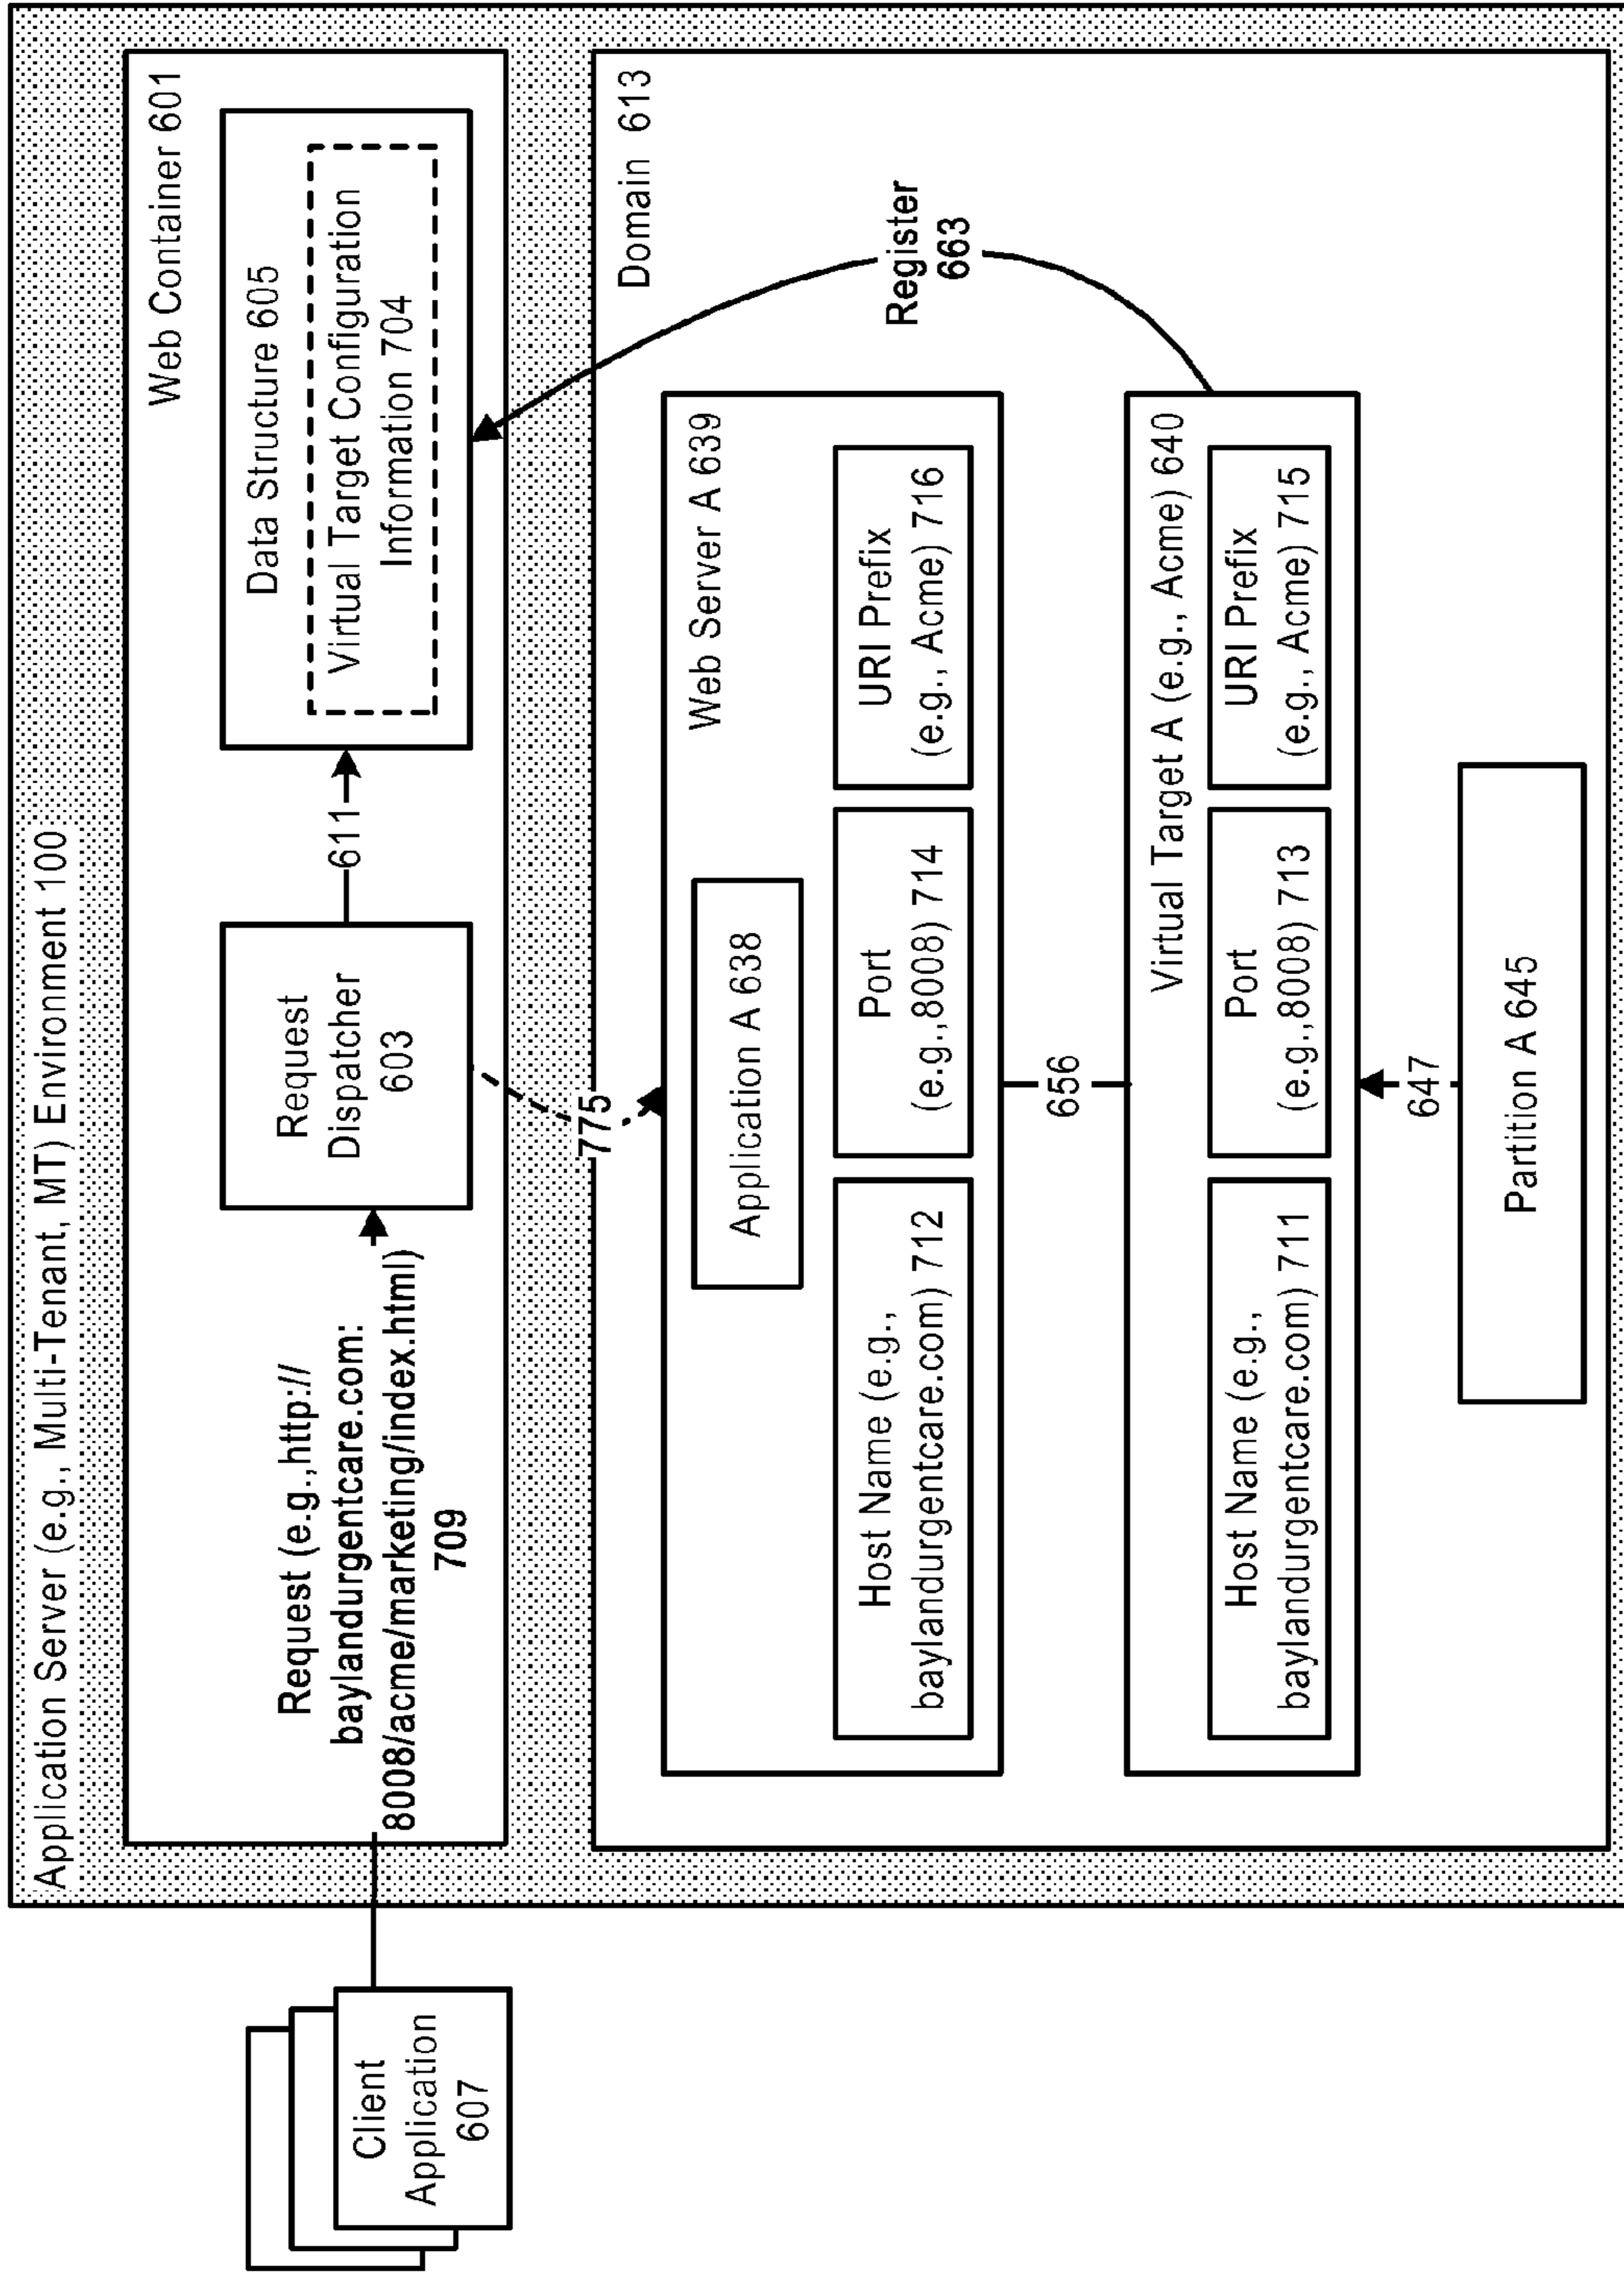 Application Server (e.g., Multi-Tenant, MT) Environment 100
Web Container 601
Request (e.g.,http://
baylandurgentcare.com:
8008/acme/marketing/index.html)
709
Request
Dispatcher
603
611
Data Structure 605
Virtual Target Configuration
Information 704
Client
Application
607
775
Domain 613
Register
663
Web Server A 639
Application A 638
Host Name (e.g.,
baylandurgentcare.com) 712
Port
(e.g.,8008) 714
URI Prefix
(e.g., Acme) 716
656
Virtual Target A (e.g., Acme) 640
Host Name (e.g.,
baylandurgentcare.com) 711
Port
(e.g.,8008) 713
URI Prefix
(e.g., Acme) 715
647
Partition A 645